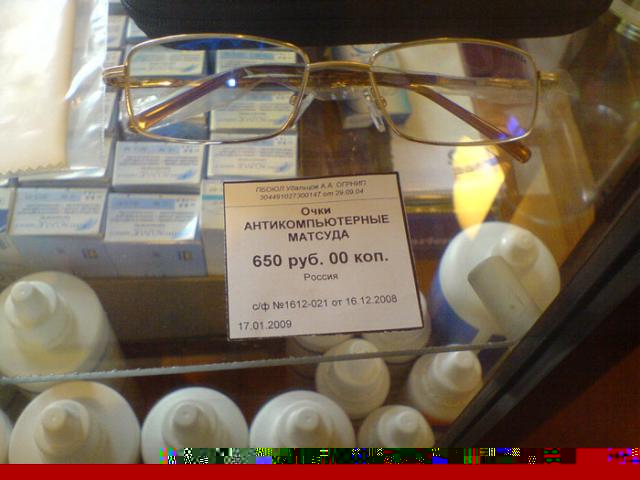 ПБОЮЛ Убальцов А.А. ОГРНИП
304491027300147 от 29.09.04
Очки
АНТИКОМПЬЮТЕРНЫЕ
МАТСУДА
650 руб. 00 коп.
Россия
с/ф №1612-021 от 16.12.2008
17.01.2009